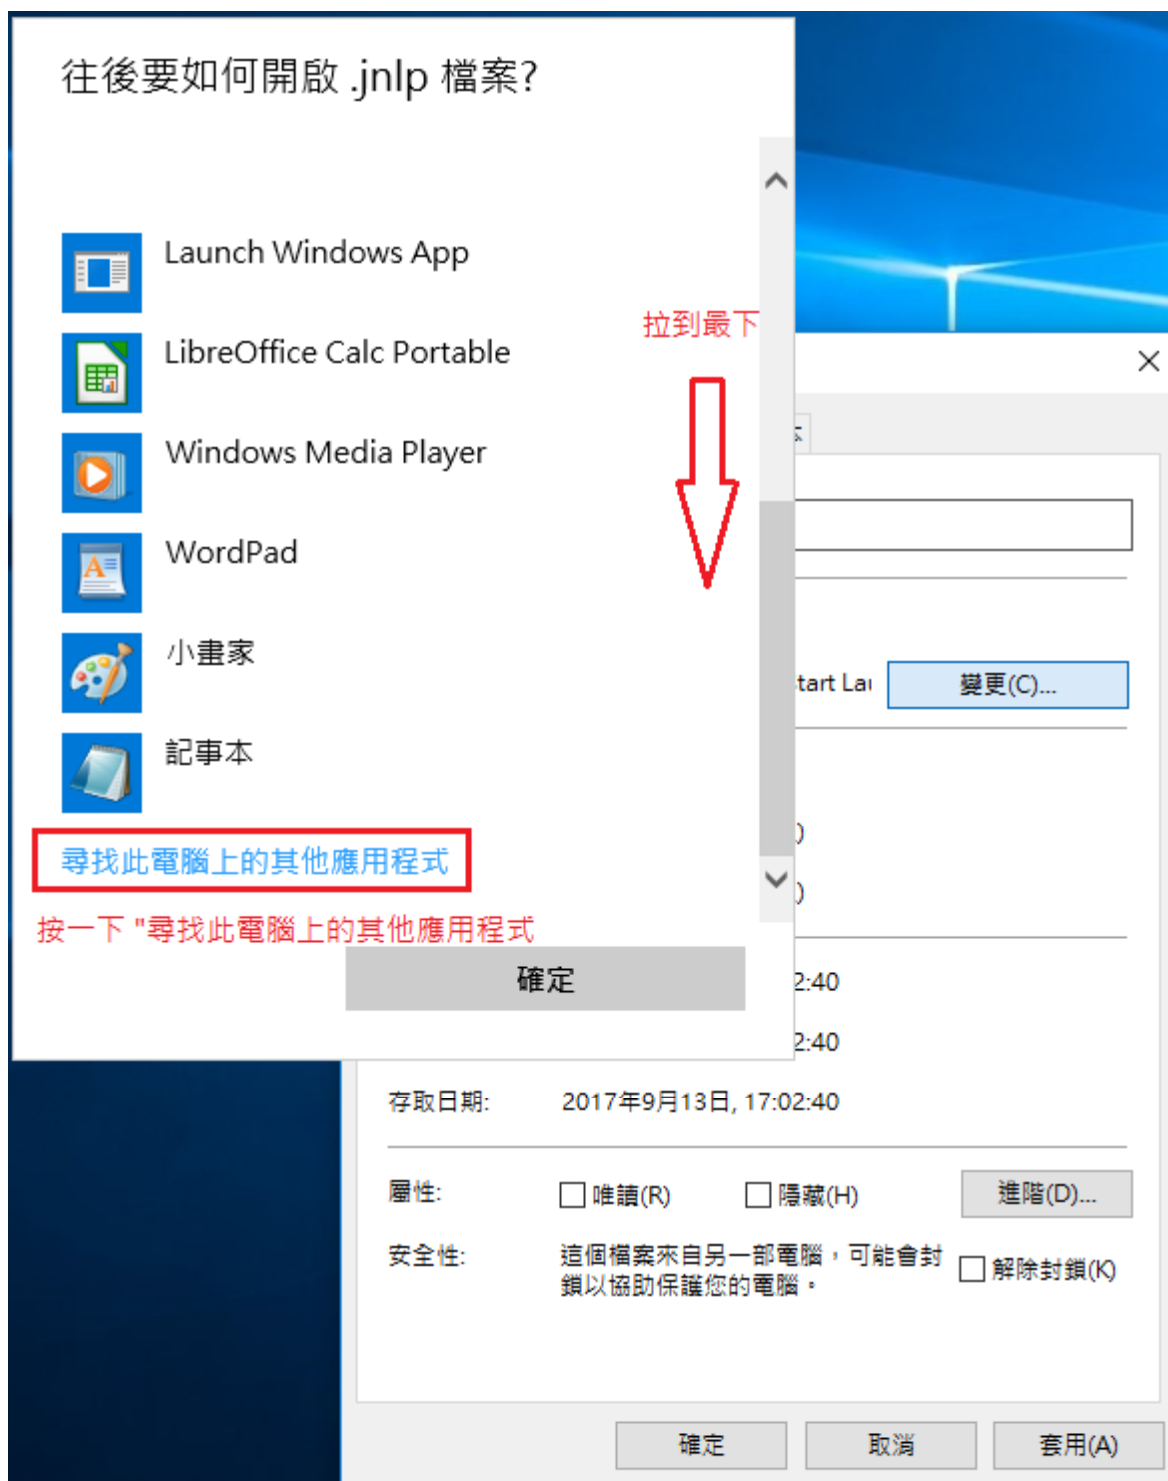 往後要如何開啟 .jnlp 檔案?
Launch Windows App
拉到最下
LibreOffice Calc Portable
Windows Media Player
WordPad
小畫家
記事本
尋找此電腦上的其他應用程式
按一下 "尋找此電腦上的其他應用程式
確定
變更(C)...
2:40
2:40
存取日期: 2017年9月13日, 17:02:40
屬性: 唯讀(R) 隱藏(H) 進階(D)...
安全性: 這個檔案來自另一部電腦，可能會封
鎖以協助保護您的電腦。
解除封鎖(K)
確定 取消 套用(A)